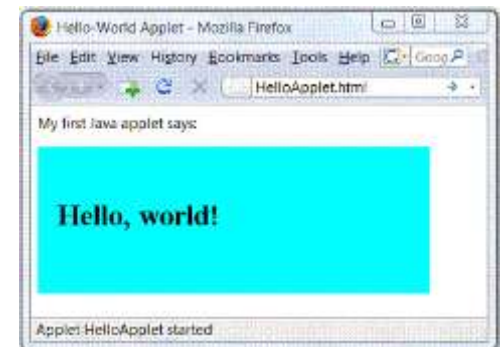 Hello-World Applet - Mozilla Firefox
File Edit View History Bookmarks Tools Help Goog
HelloApplet.html
My first Java applet says:
Hello, world!
Applet HelloApplet started